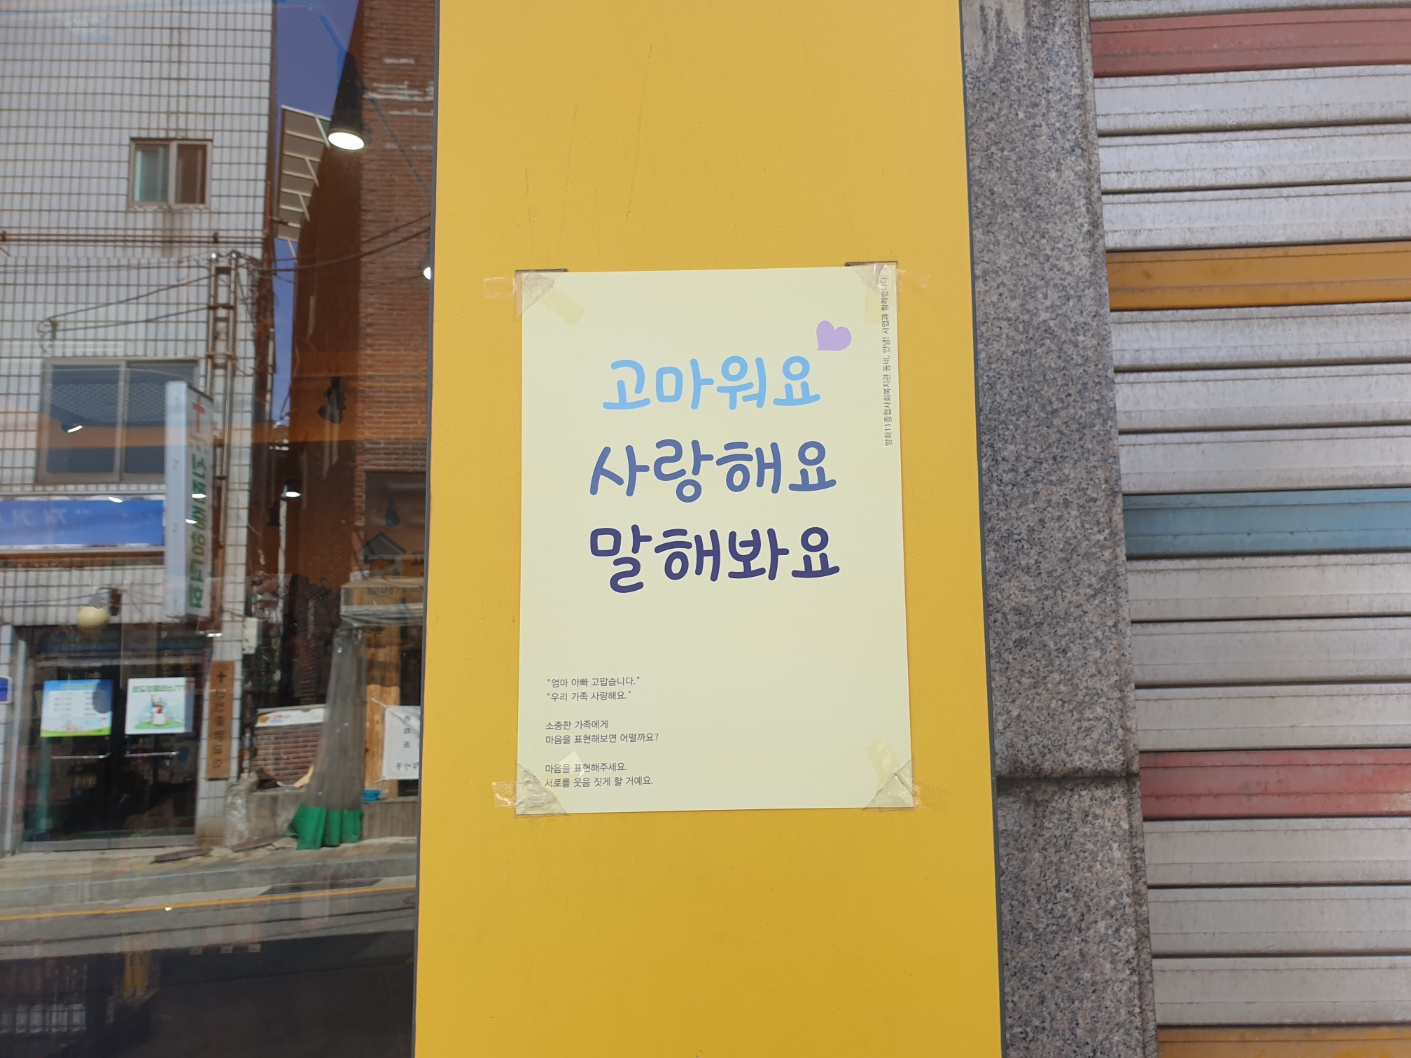 고마워요
사랑해요
말해봐요
"엄마 아빠 고맙습니다."
"우리 가족 사랑해요."
소중한 가족에게
마음을 표현해보면 어떨까요?
마음을 표현해주세요.
서로를 웃음 짓게 할 거예요.